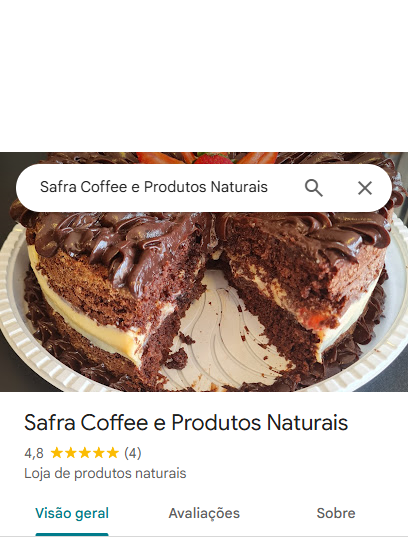 Safra Coffee e Produtos Naturais
Safra Coffee e Produtos Naturais
4,8 (4)
Loja de produtos naturais
Visão geral Avaliações Sobre